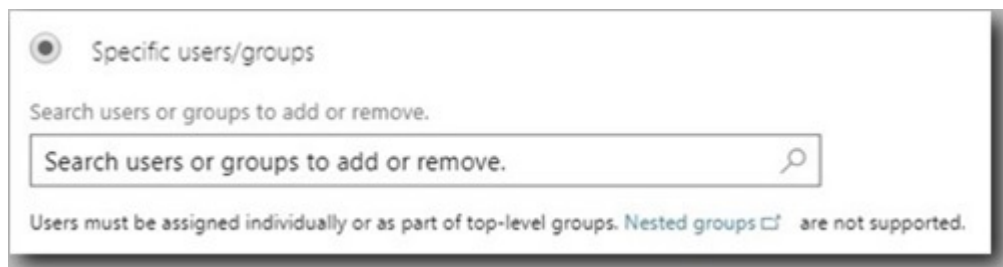 Specific users/groups
Search users or groups to add or remove.
Search users or groups to add or remove.
Users must be assigned individually or as part of top-level groups. Nested groups are not supported.